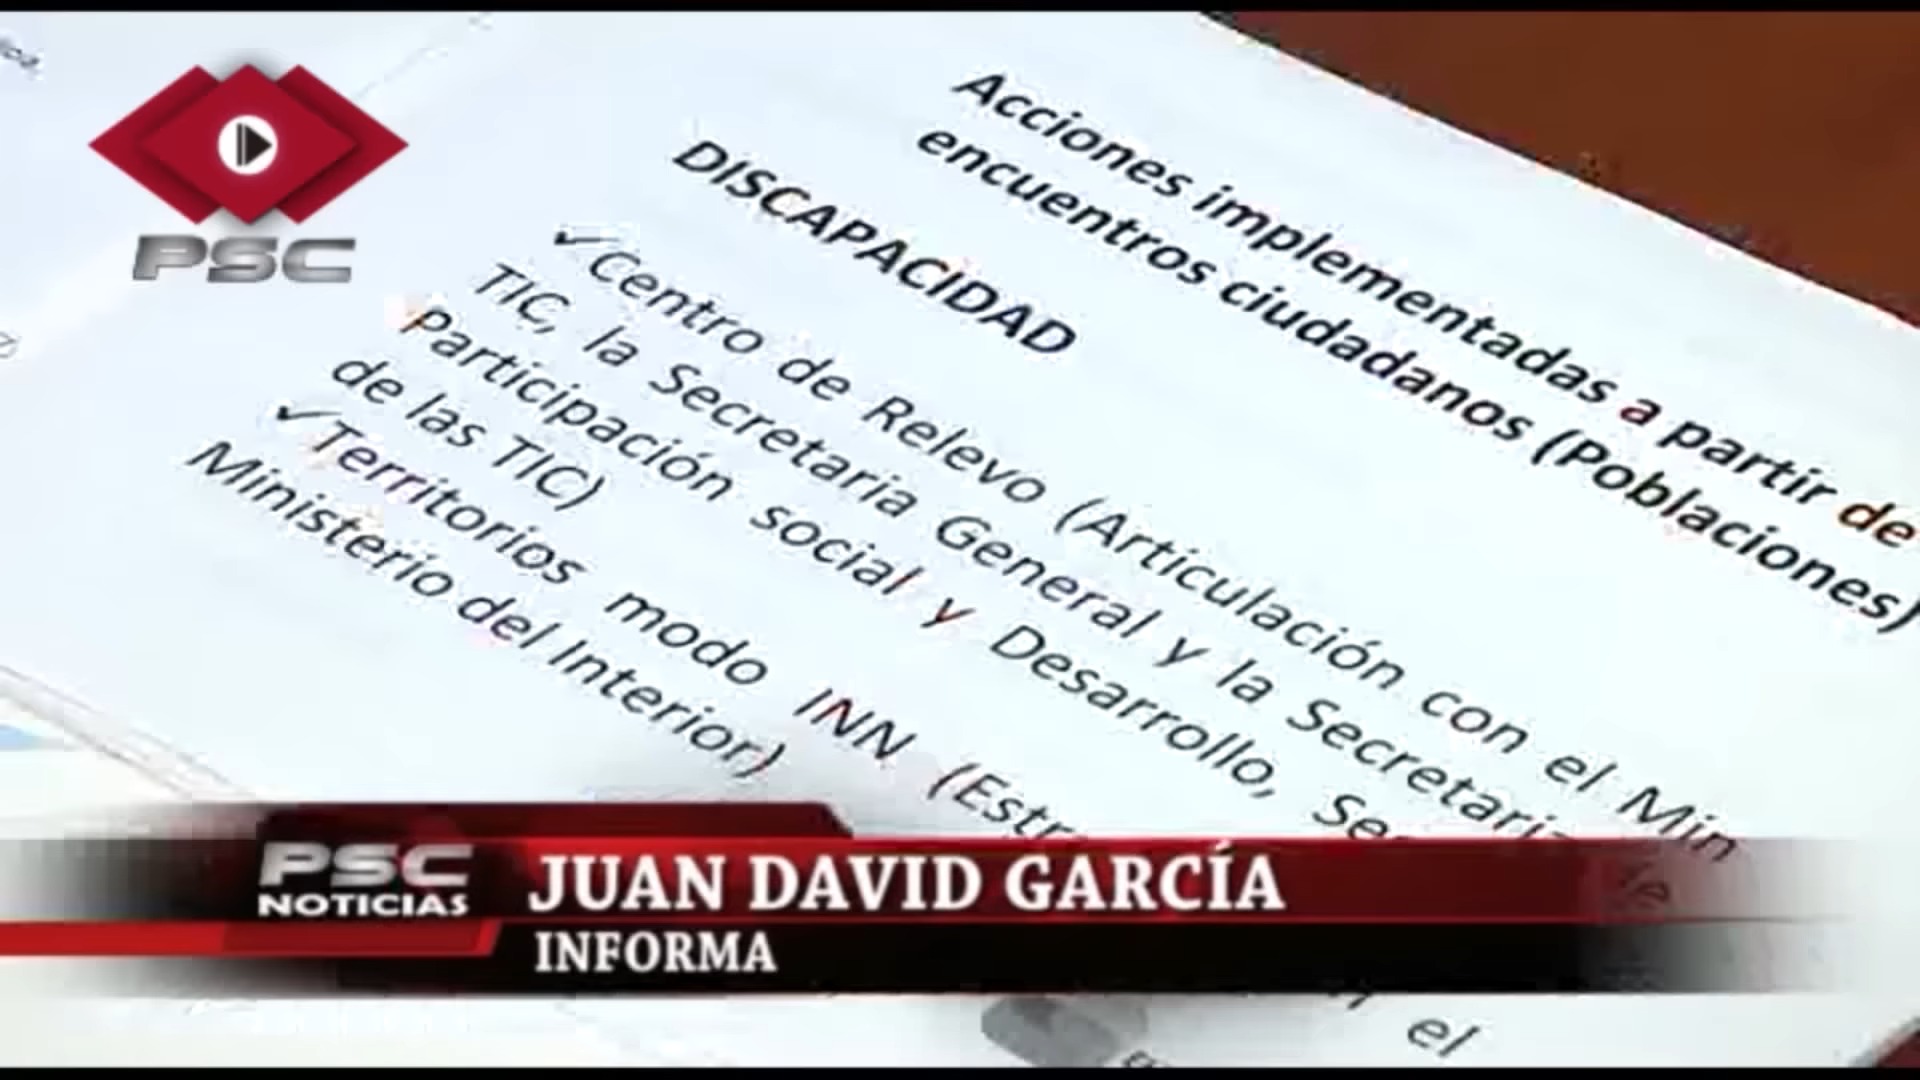 PSC
Acciones implementadas a partir de
encuentros ciudadanos (Poblaciones)
DISCAPACIDAD
✓Centro de Relevo (Articulación con el Min
TIC, la Secretaria General y la Secretaria de
Participación social y Desarrollo,
de las TIC)
✓Territorios modo INN
Ministerio del Interior)
PSC
NOTICIAS
JUAN DAVID GARCÍA
INFORMA
el